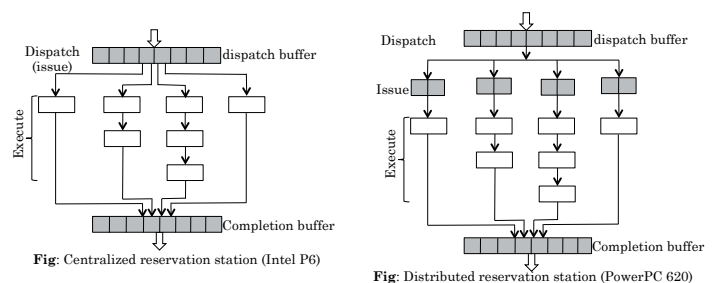 Dispatch
(issue)
dispatch buffer
Execute
Completion buffer
Fig: Centralized reservation station (Intel P6)
Dispatch
dispatch buffer
Issue
Execute
Completion buffer
Fig: Distributed reservation station (PowerPC 620)